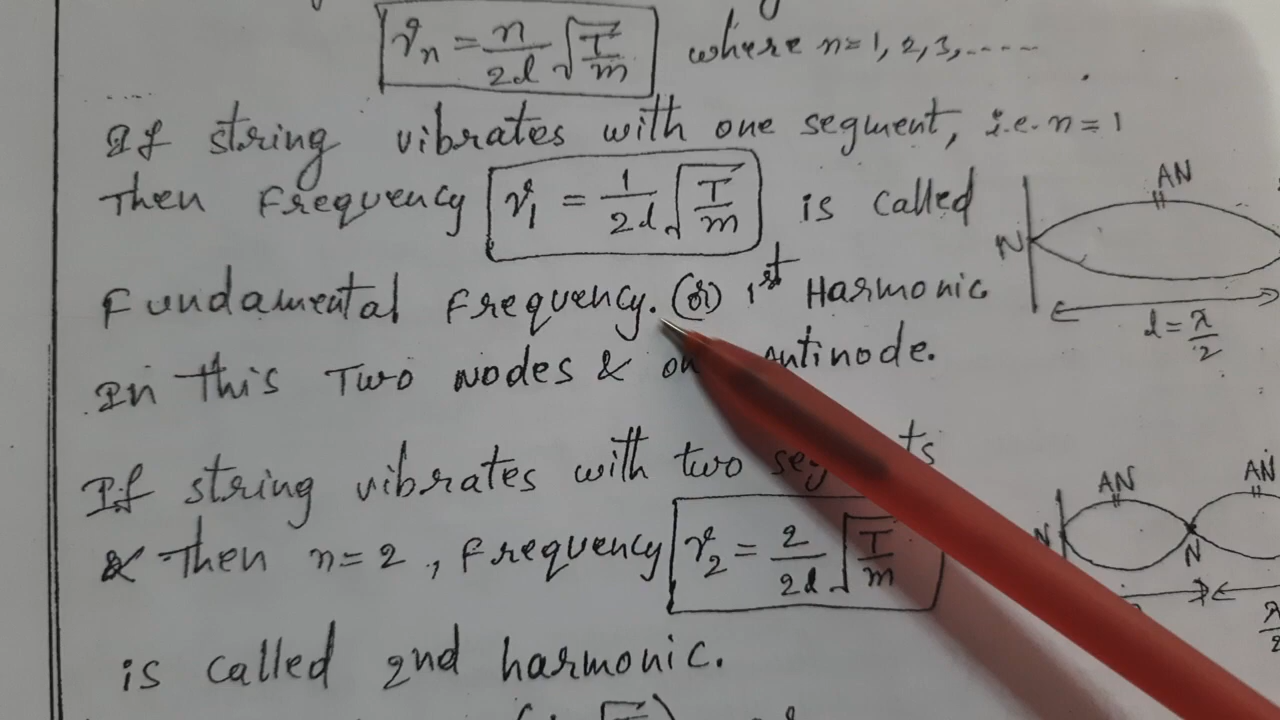 νn = n/2l √T/m where n=1, 2, 3, .....
If string vibrates with one segment, i.e. n = 1
Then Frequency ν1 = 1/2l √T/m is called
Fundamental Frequency. (or) 1st Harmonic
In this Two nodes & antinode.
If string vibrates with two
& then n=2, Frequency ν2 = 2/2l √T/m
is called 2nd harmonic.
AN
N
l = λ/2
AN AN
N N
λ/2